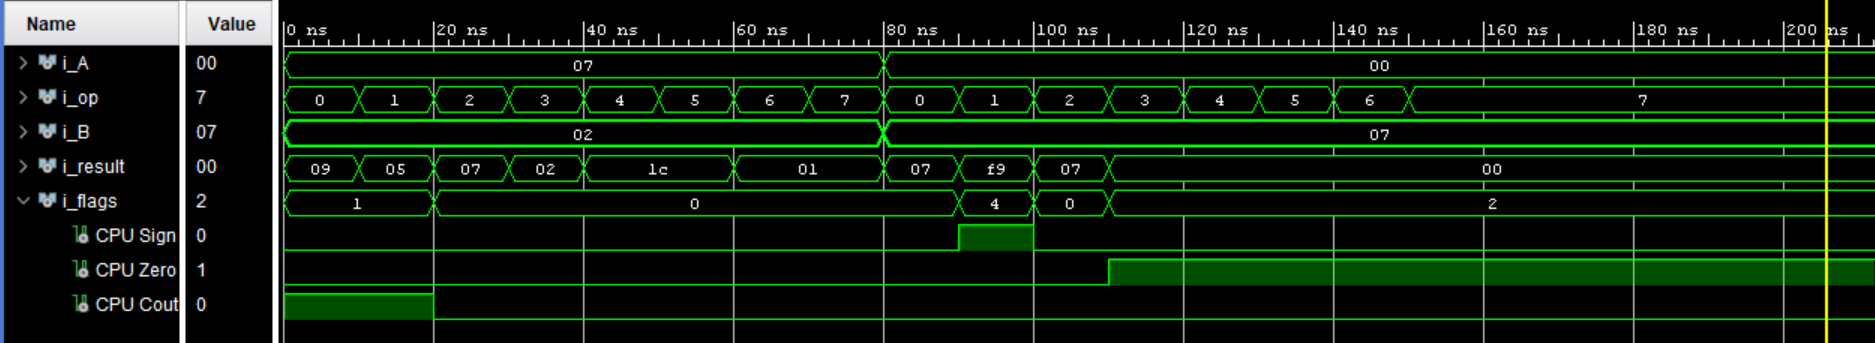 Name Value 0 ns 20 ns 40 ns 60 ns 80 ns 100 ns 120 ns 140 ns 160 ns 180 ns 200 ns
i_A 00 07 00
i_op 7 0 1 2 3 4 5 6 7 0 1 2 3 4 5 6 7
i_B 07 02 07
i_result 00 09 05 07 02 1c 01 07 f9 07 00
i_flags 2 1 0 4 0 2
CPU Sign 0
CPU Zero 1
CPU Cout 0